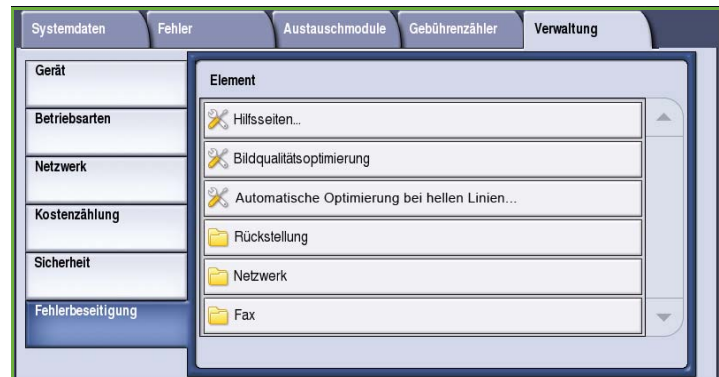 Systemdaten
Fehler
Austauschmodule
Gebührenzähler
Verwaltung
Gerät
Betriebsarten
Netzwerk
Kostenzählung
Sicherheit
Fehlerbeseitigung
Element
Hilfsseiten...
Bildqualitätsoptimierung
Automatische Optimierung bei hellen Linien...
Rückstellung
Netzwerk
Fax